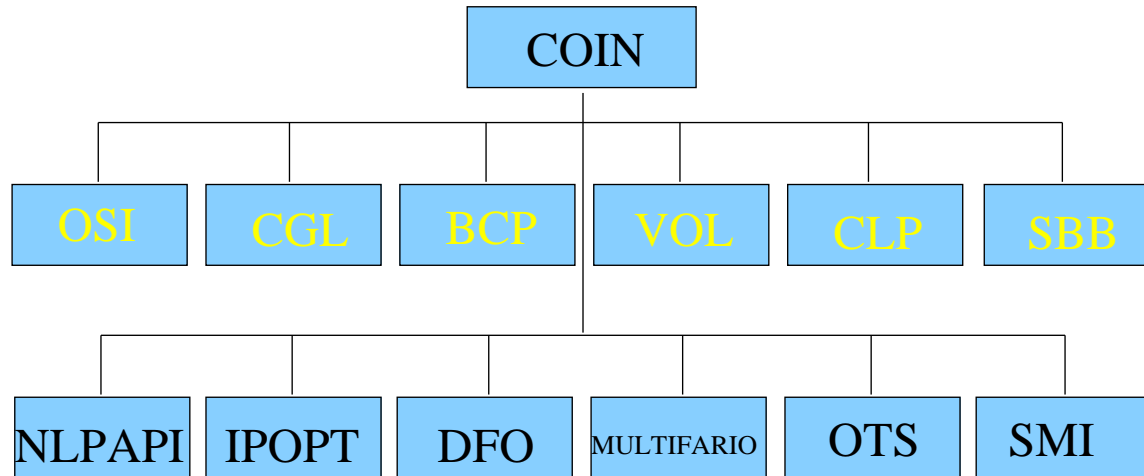 COIN
OSI
CGL
BCP
VOL
CLP
SBB
NLPAPI
IPOPT
DFO
MULTIFARIO
OTS
SMI